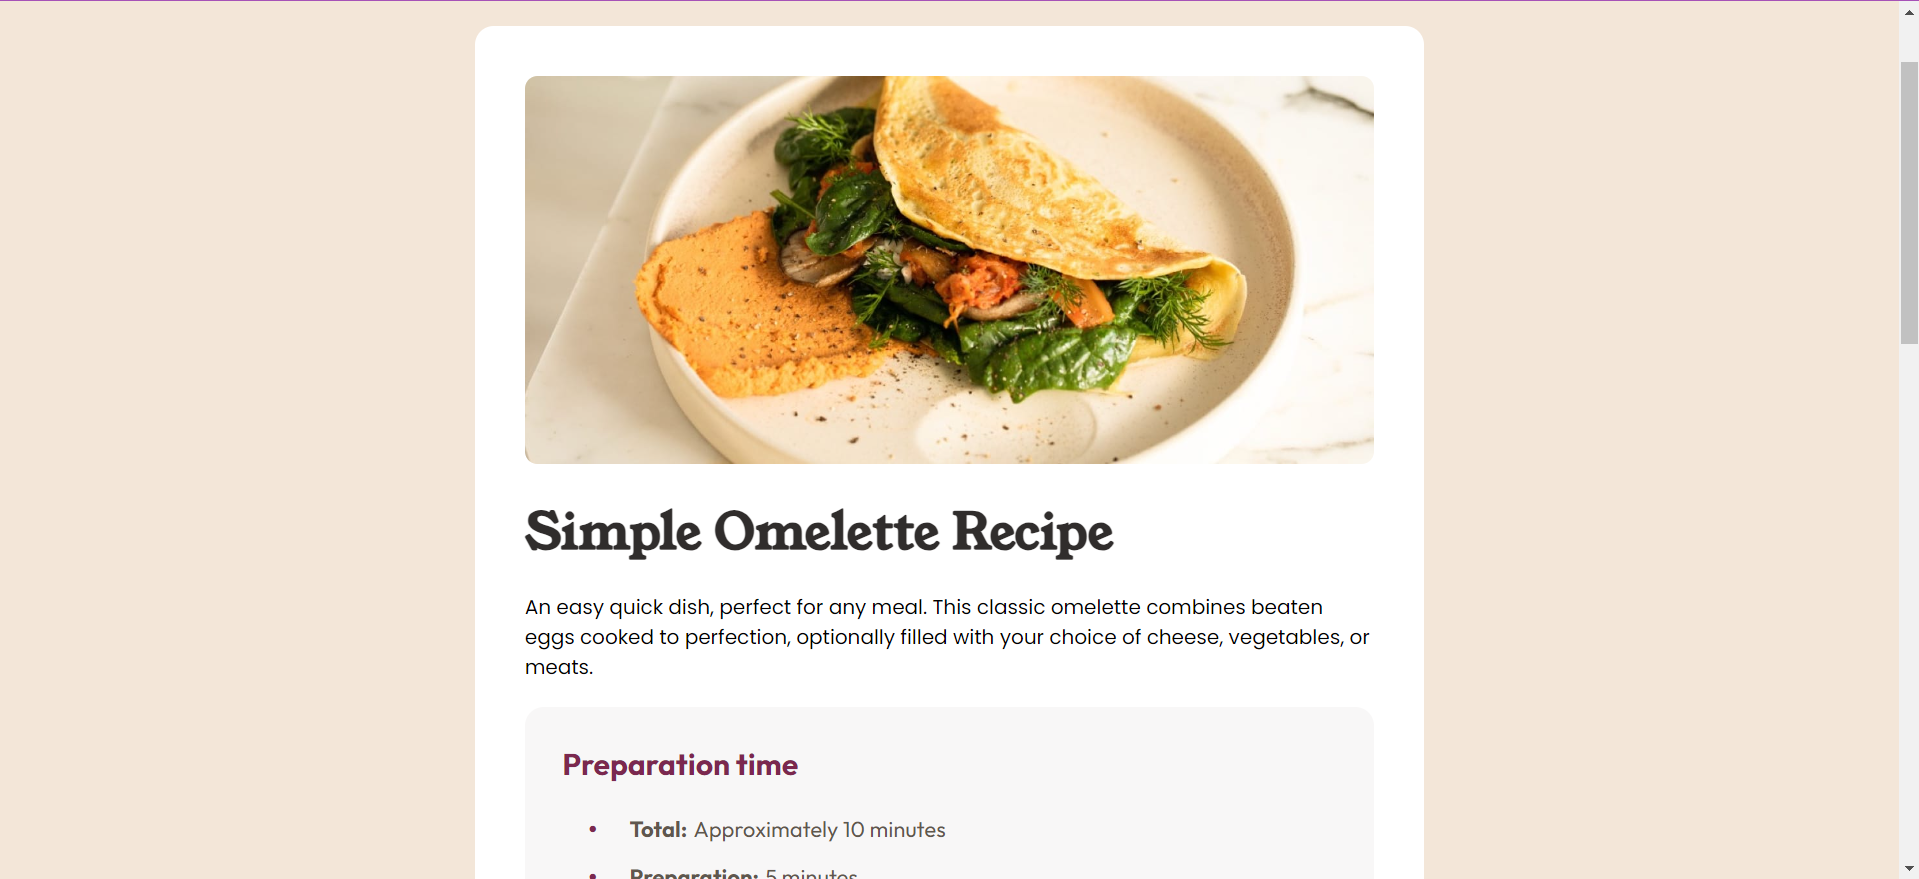 Simple Omelette Recipe
An easy quick dish, perfect for any meal. This classic omelette combines beaten
eggs cooked to perfection, optionally filled with your choice of cheese, vegetables, or
meats.
Preparation time
• Total: Approximately 10 minutes
• Preparation: 5 minutes